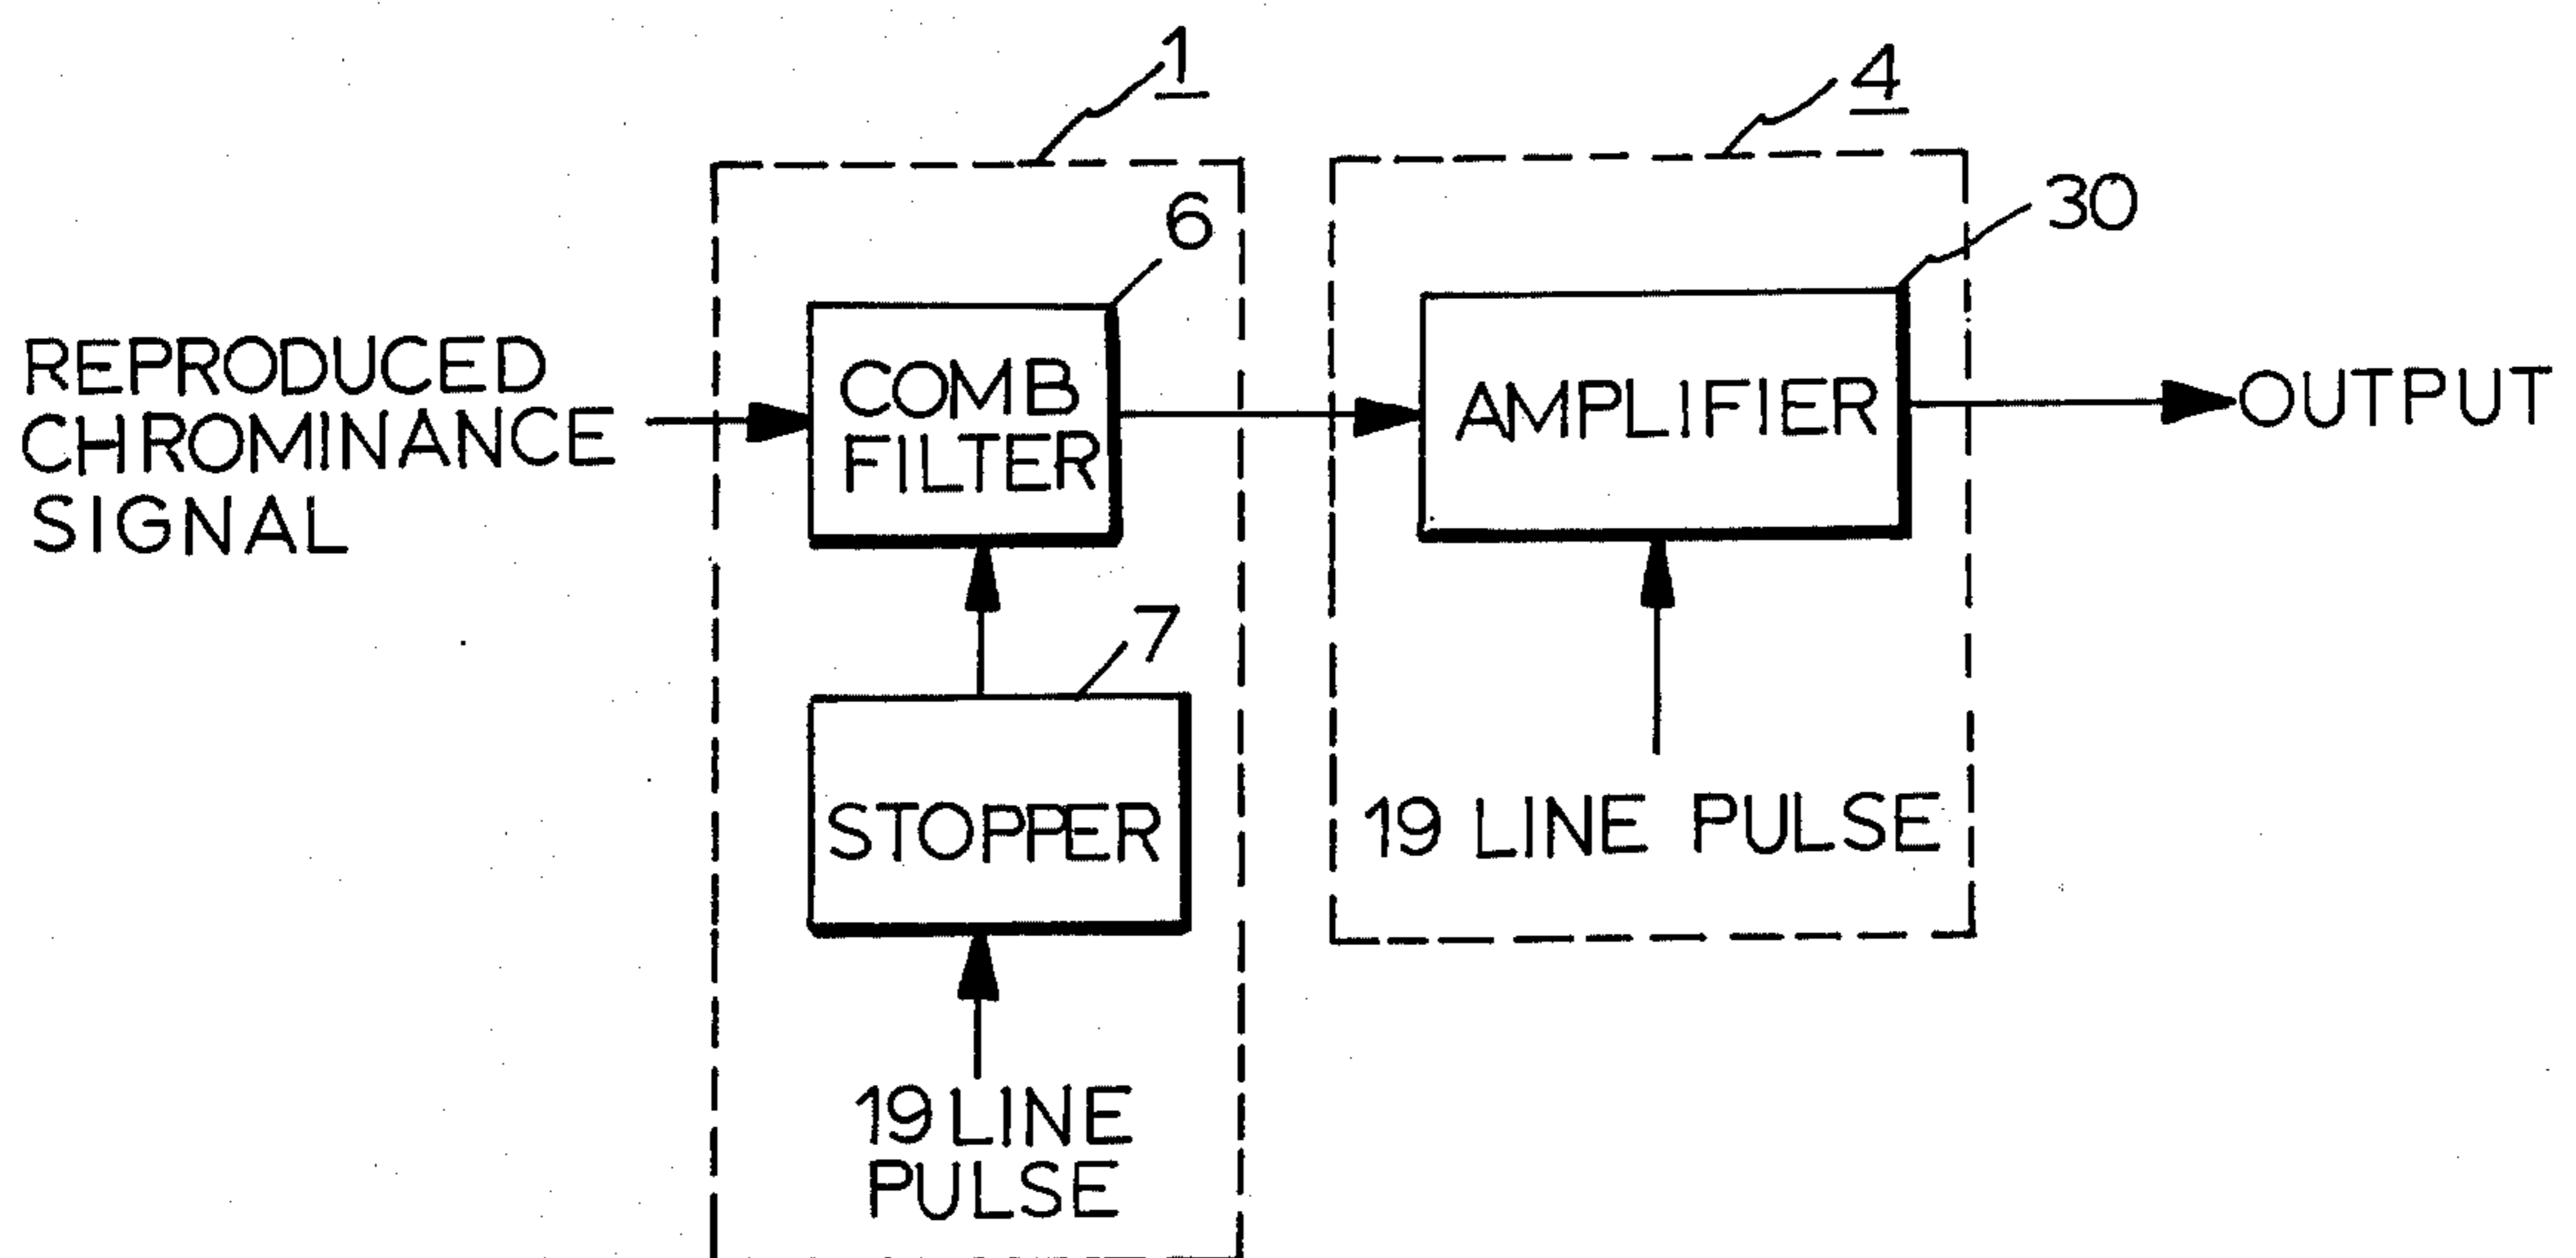 1
4
6
30
REPRODUCED
CHROMINANCE
SIGNAL
COMB
FILTER
AMPLIFIER
OUTPUT
7
STOPPER
19 LINE PULSE
19 LINE
PULSE